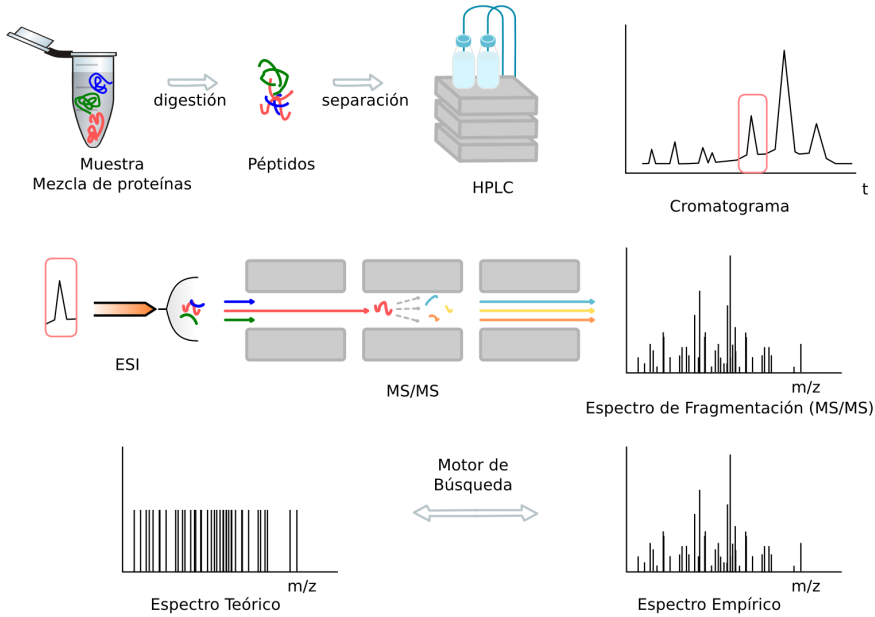 digestión
separación
Muestra
Mezcla de proteínas
Péptidos
HPLC
t
Cromatograma
ESI
MS/MS
m/z
Espectro de Fragmentación (MS/MS)
Motor de
Búsqueda
m/z
Espectro Teórico
m/z
Espectro Empírico